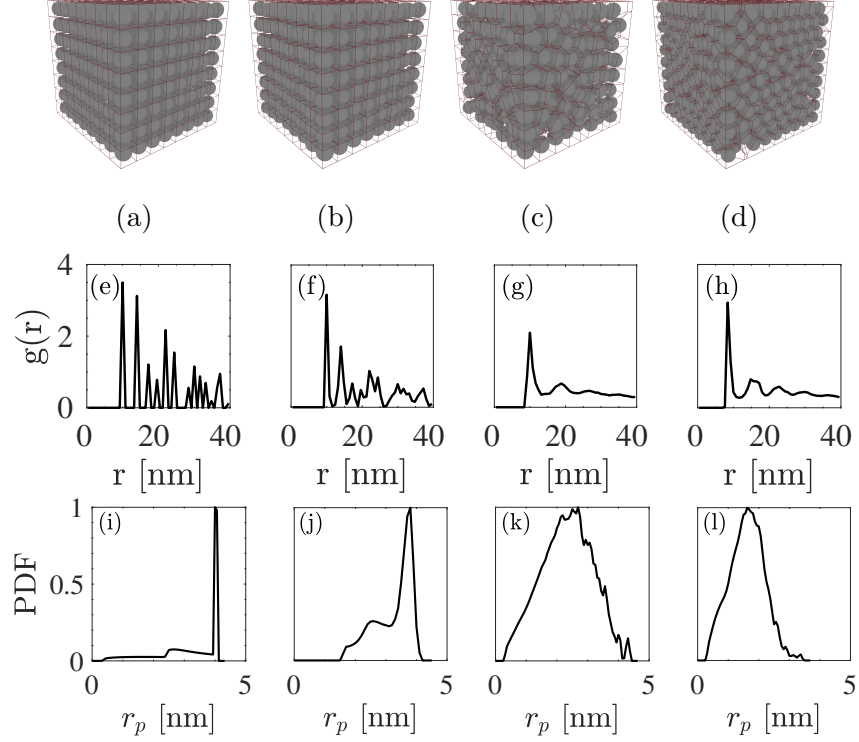 (a) (b) (c) (d)
4 (e) (f) (g) (h)
g(r)
2
0
0 20 40 0 20 40 0 20 40 0 20 40
r [nm] r [nm] r [nm] r [nm]
1 (i) (j) (k) (l)
PDF
0.5
0
0 5 0 5 0 5 0 5
r_p [nm] r_p [nm] r_p [nm] r_p [nm]